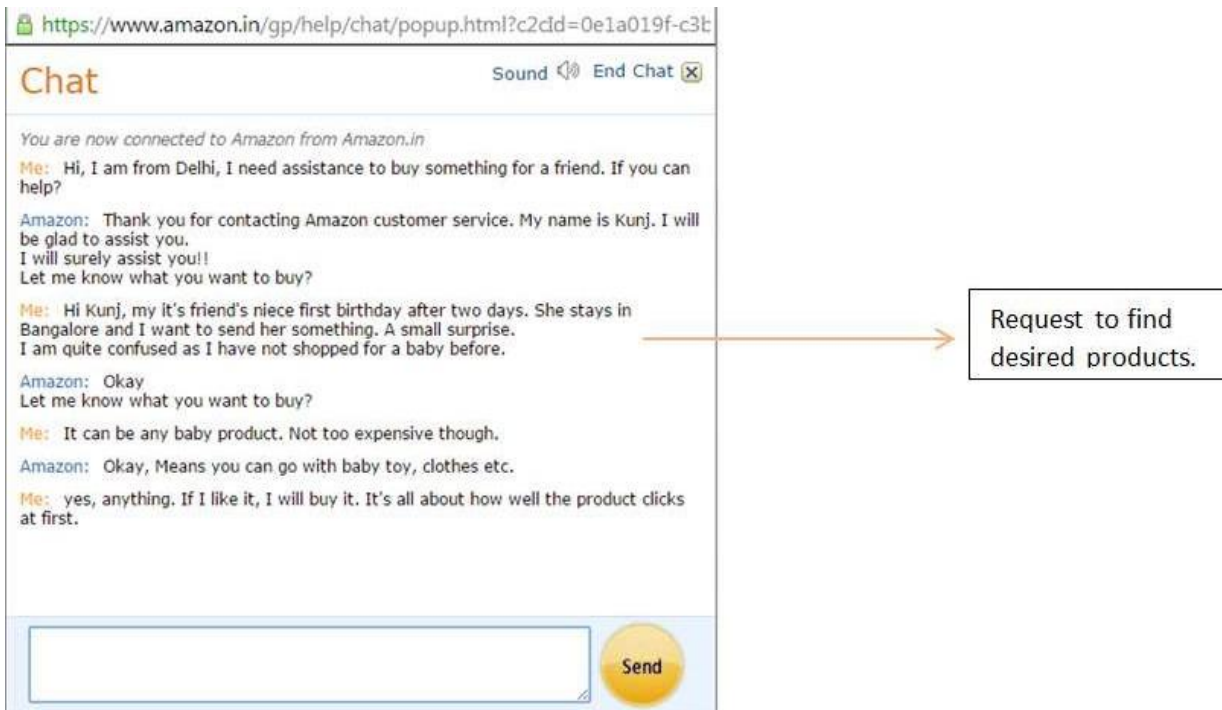 https://www.amazon.in/gp/help/chat/popup.html?c2cId=0e1a019f-c3b
Chat
Sound End Chat
You are now connected to Amazon from Amazon.in
Me: Hi, I am from Delhi, I need assistance to buy something for a friend. If you can
help?
Amazon: Thank you for contacting Amazon customer service. My name is Kunj. I will
be glad to assist you.
I will surely assist you!!
Let me know what you want to buy?
Me: Hi Kunj, my it's friend's niece first birthday after two days. She stays in
Bangalore and I want to send her something. A small surprise.
I am quite confused as I have not shopped for a baby before.
Amazon: Okay
Let me know what you want to buy?
Me: It can be any baby product. Not too expensive though.
Amazon: Okay, Means you can go with baby toy, clothes etc.
Me: yes, anything. If I like it, I will buy it. It's all about how well the product clicks
at first.
Send
Request to find
desired products.